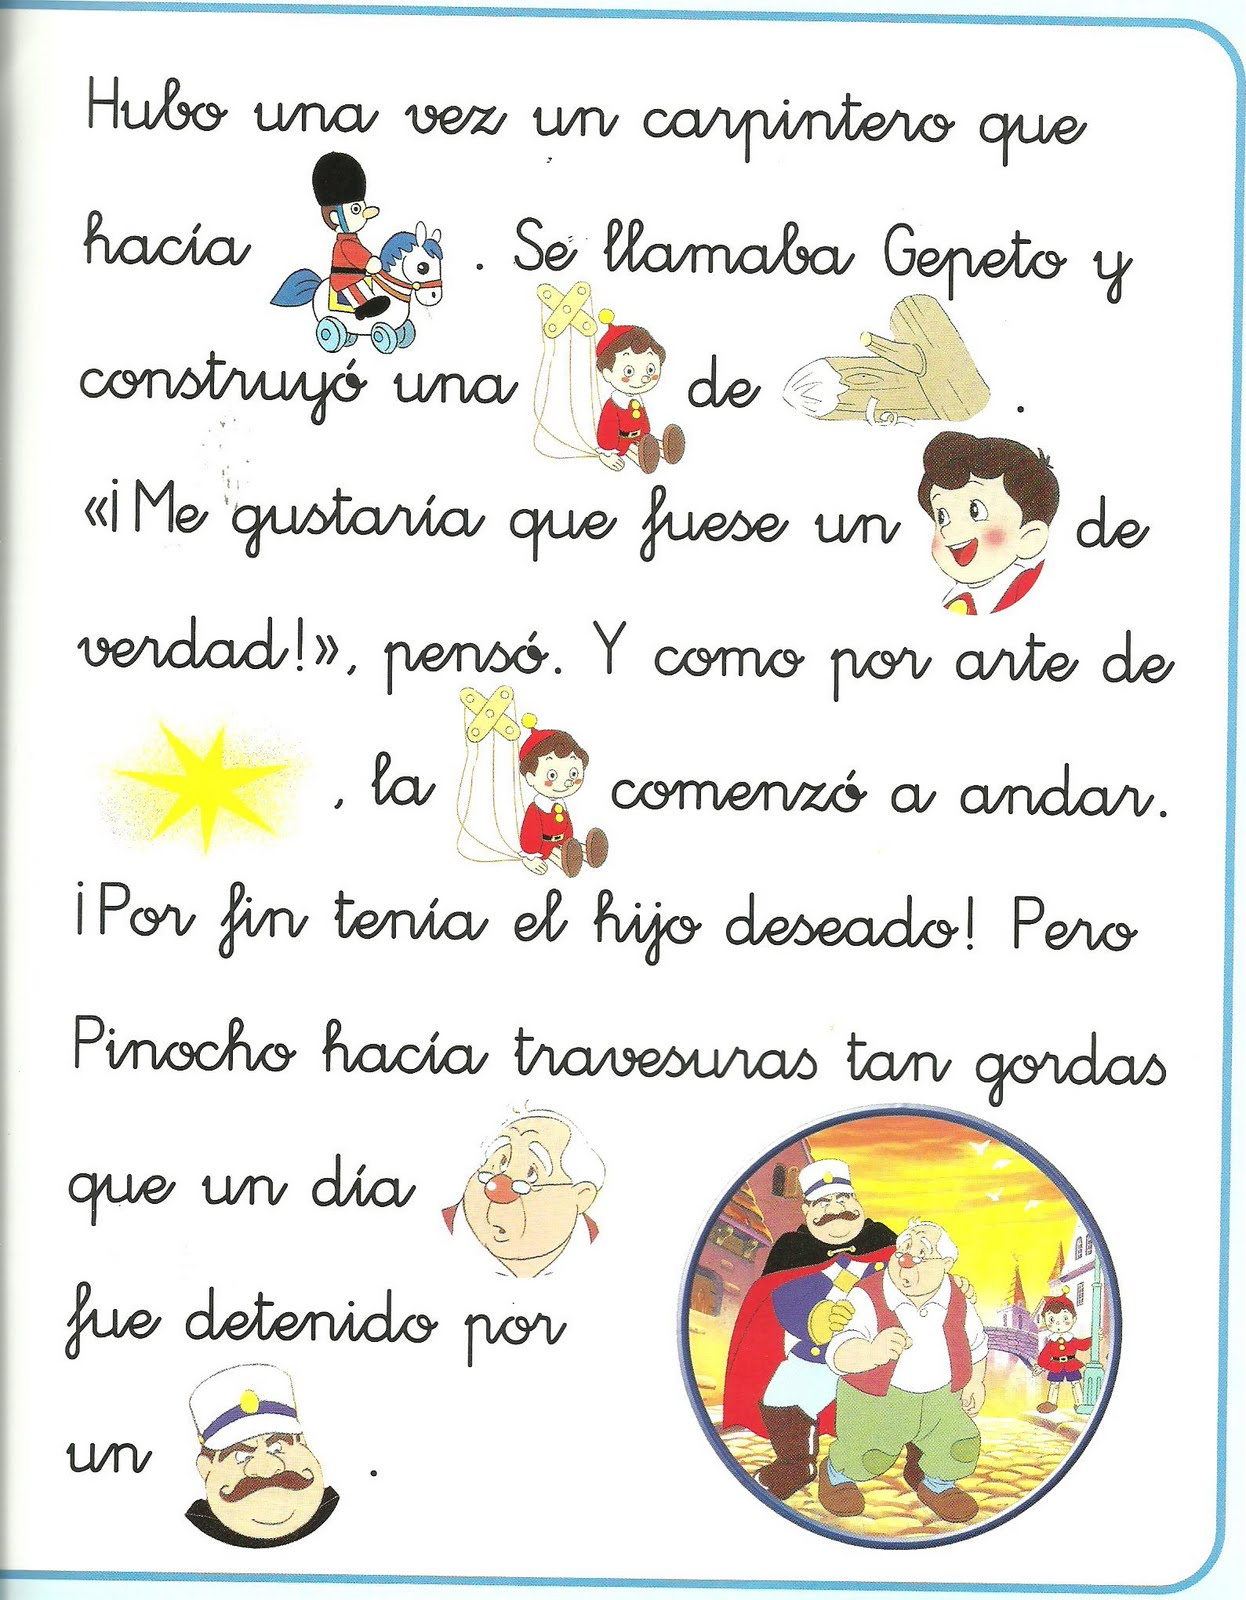 Hubo una vez un carpintero que
hacía . Se llamaba Gepeto y
construyó una de .
«¡Me gustaría que fuese un de
verdad!», pensó. Y como por arte de
, la comenzó a andar.
¡Por fin tenía el hijo deseado! Pero
Pinocho hacía travesuras tan gordas
que un día
fue detenido por
un .